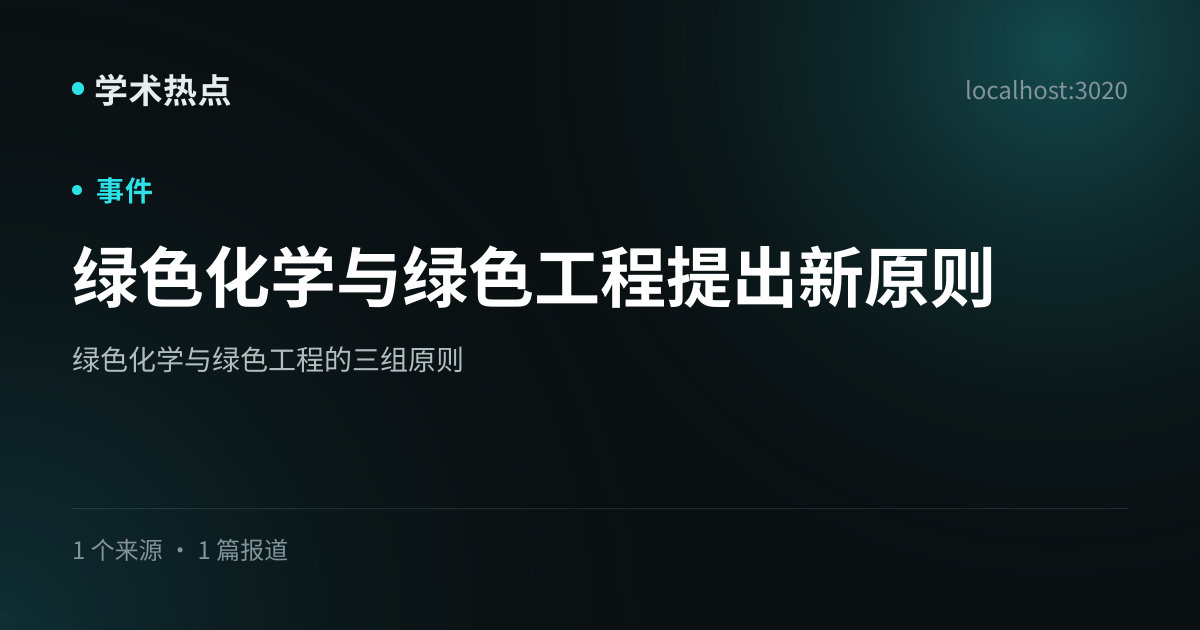 学术热点
localhost:3020
事件
绿色化学与绿色工程提出新原则
绿色化学与绿色工程的三组原则
1 个来源 · 1 篇报道